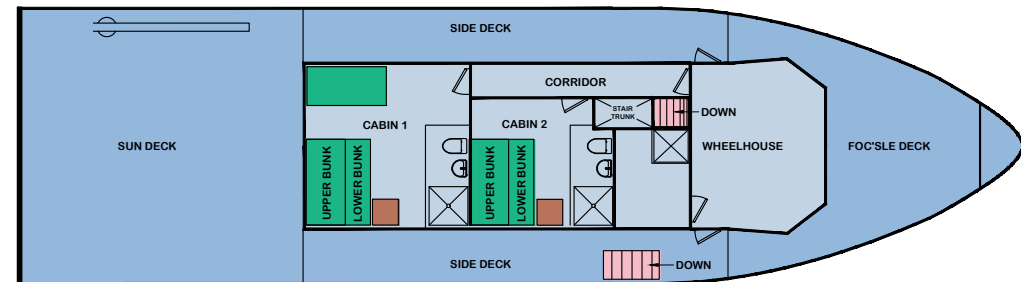 SIDE DECK
CORRIDOR
STAIR
TRUNK
DOWN
CABIN 1
CABIN 2
SUN DECK
WHEELHOUSE
FOC'SLE DECK
UPPER BUNK
LOWER BUNK
UPPER BUNK
LOWER BUNK
SIDE DECK
DOWN